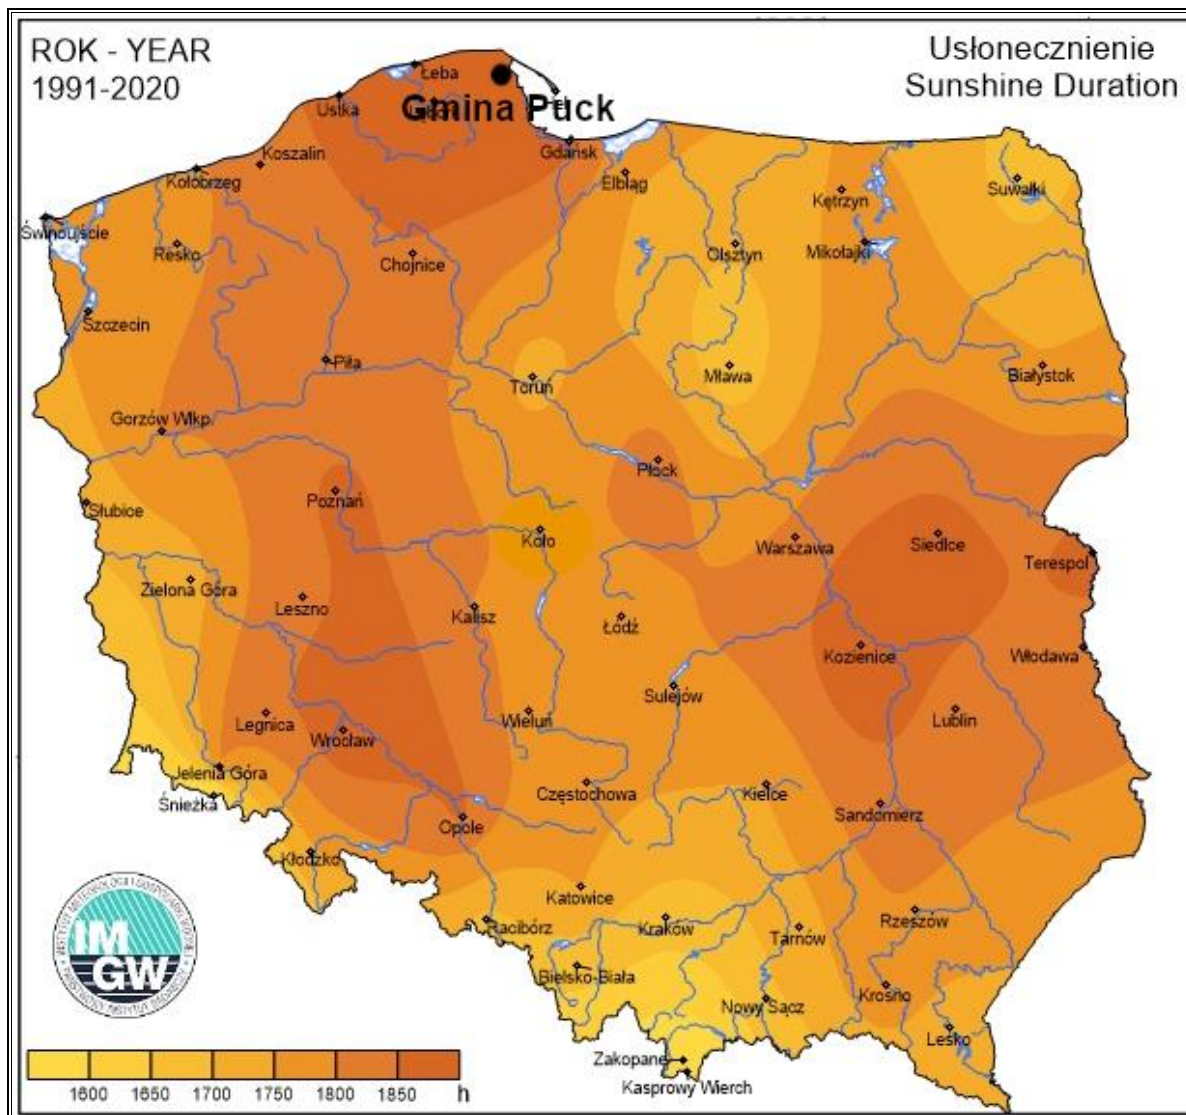 ROK - YEAR
1991-2020
Usłonecznienie
Sunshine Duration
Łeba
Gmina Puck
Ustka
Gdańsk
Koszalin
Kołobrzeg
Elbląg
Kętrzyn
Suwałki
Świnoujście
Resko
Chojnice
Olsztyn
Mikołajki
Szczecin
Piła
Toruń
Mława
Białystok
Gorzów Wlkp.
Płock
Słubice
Poznań
Koło
Warszawa
Siedlce
Terespol
Zielona Góra
Leszno
Kalisz
Łódź
Kozienice
Włodawa
Sulejów
Legnica
Wrocław
Wieluń
Lublin
Jelenia Góra
Śnieżka
Częstochowa
Kielce
Sandomierz
Opole
Kłodzko
Katowice
Racibórz
Kraków
Tarnów
Rzeszów
Bielsko-Biała
Nowy Sącz
Krosno
Lesko
Zakopane
Kasprowy Wierch
IM
GW
1600 1650 1700 1750 1800 1850 h